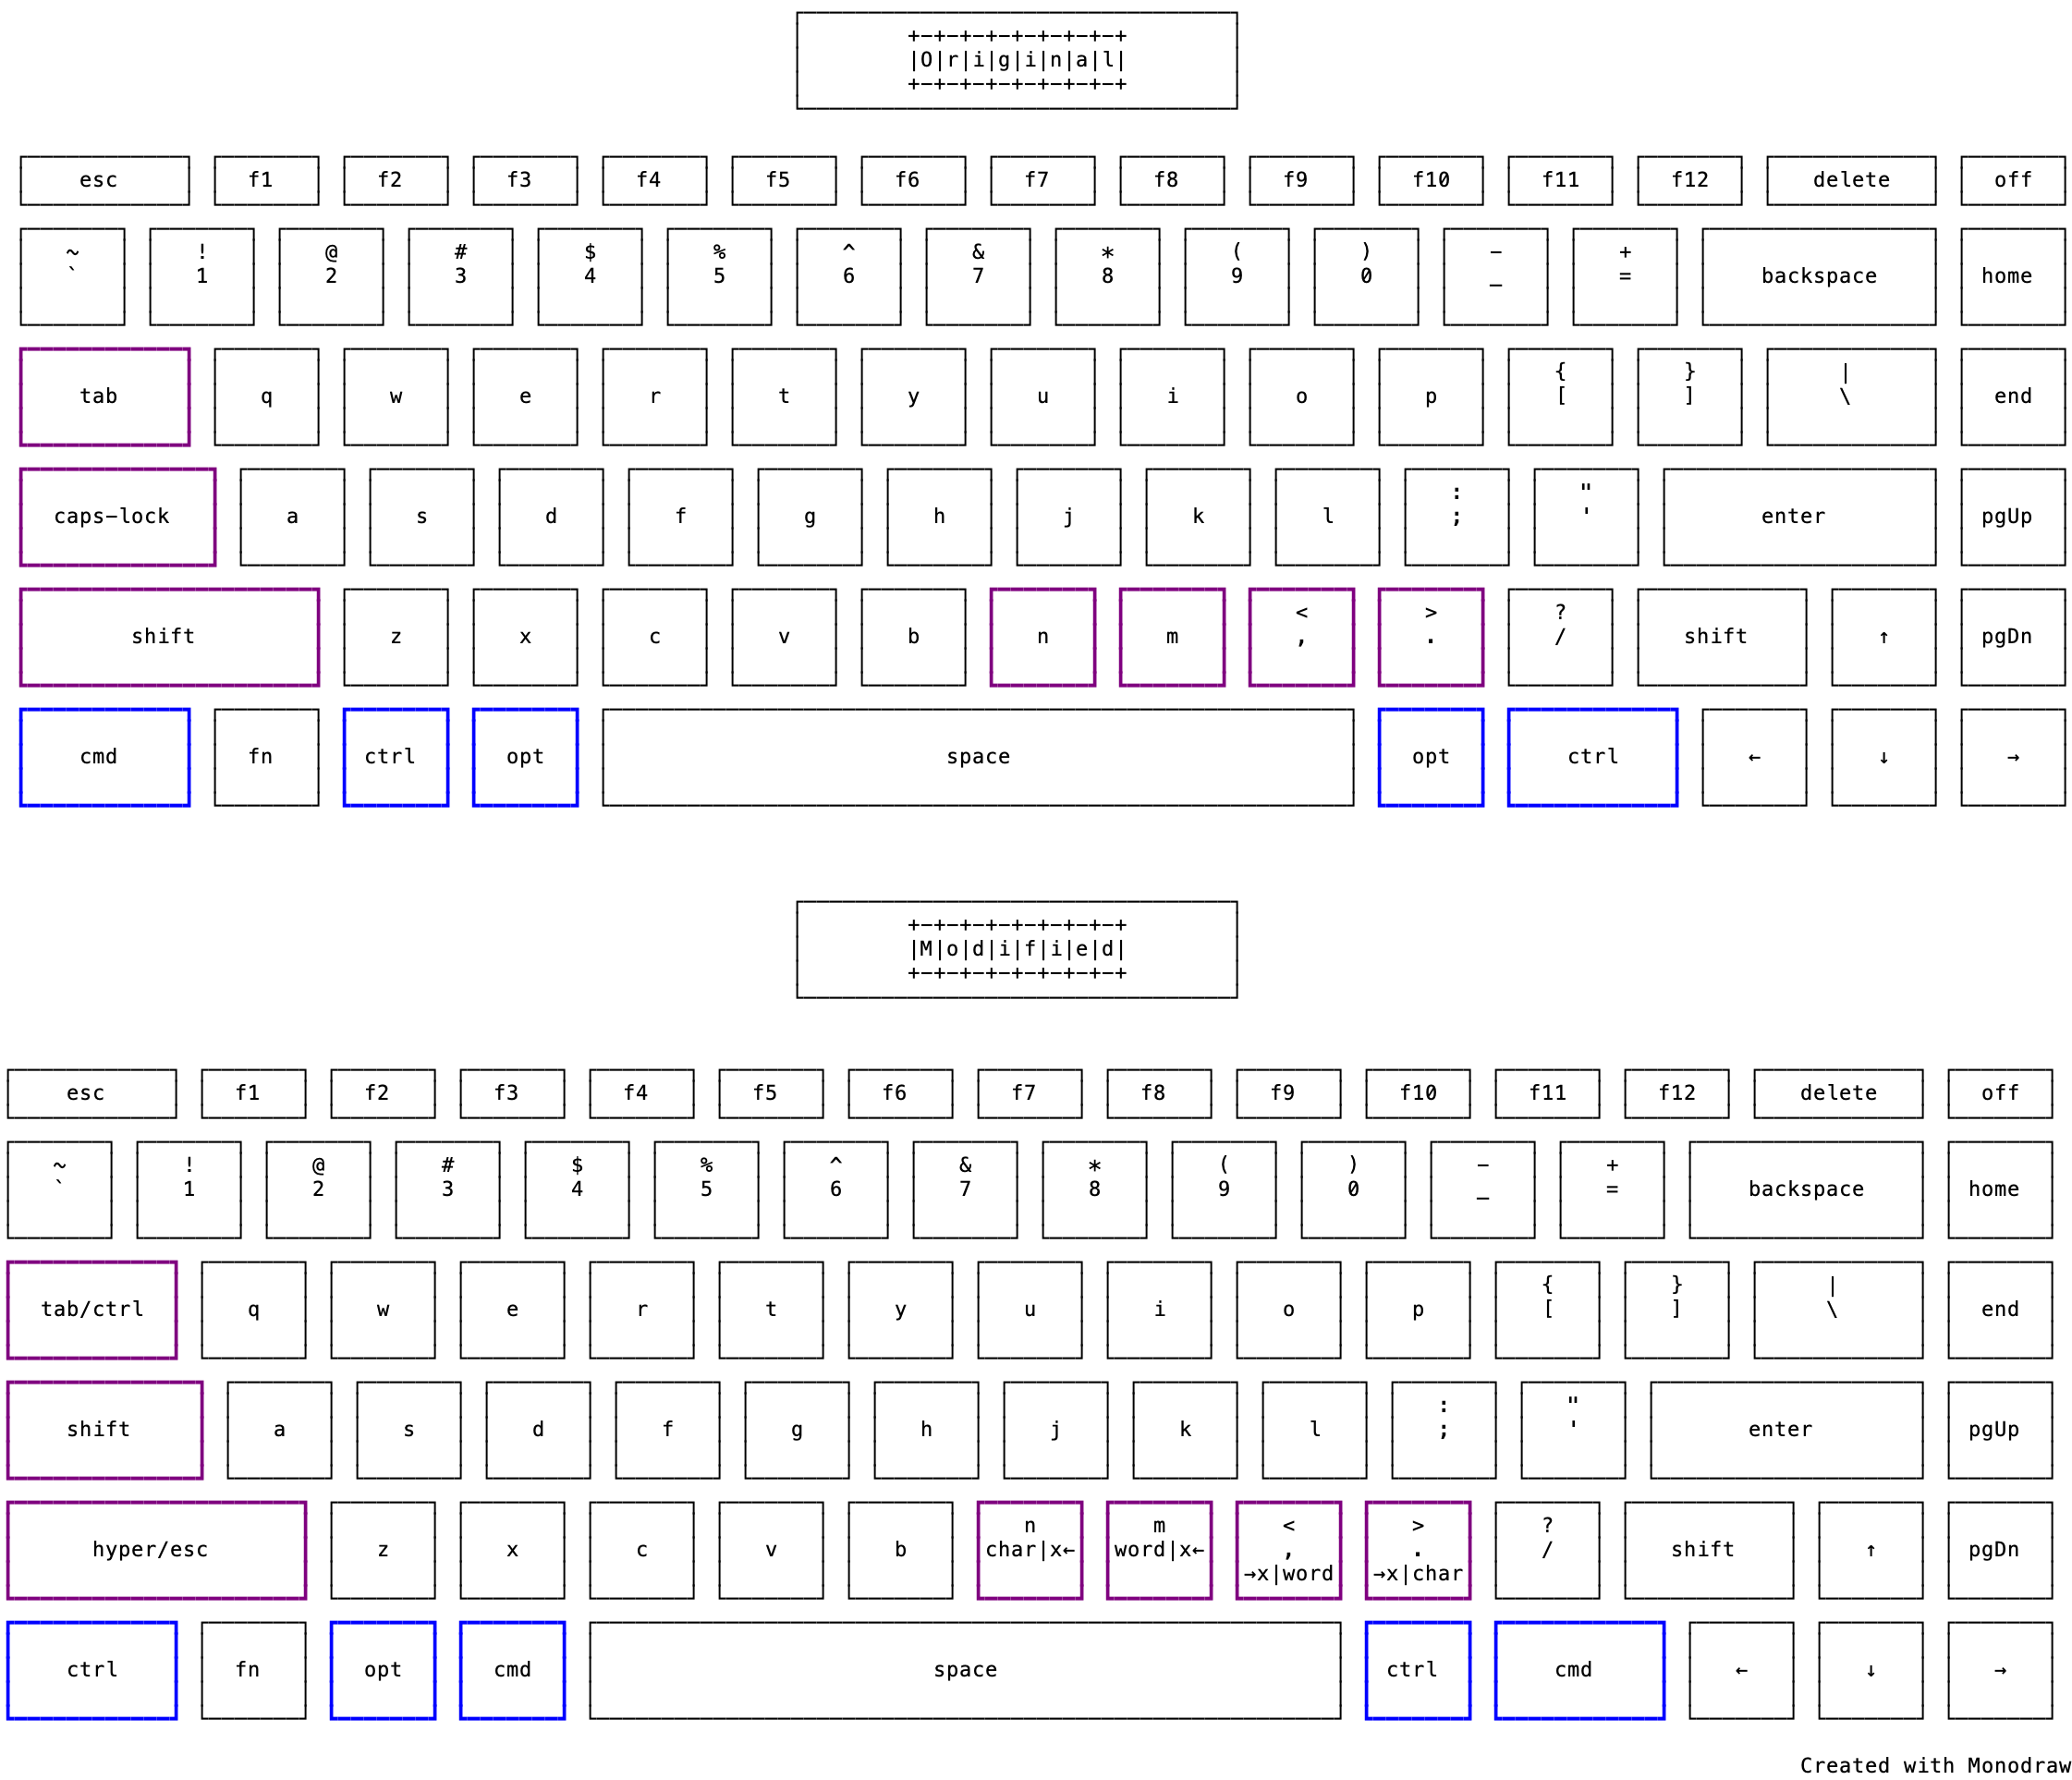 +-+-+-+-+-+-+-+-+
|O|r|i|g|i|n|a|l|
+-+-+-+-+-+-+-+-+
esc f1 f2 f3 f4 f5 f6 f7 f8 f9 f10 f11 f12 delete off
~ ! @ # $ % ^ & * ( ) − +
` 1 2 3 4 5 6 7 8 9 0 _ = backspace home
{ } |
tab q w e r t y u i o p [ ] \ end
: "
caps-lock a s d f g h j k l ; ' enter pgUp
< > ?
shift z x c v b n m , . / shift ↑ pgDn
cmd fn ctrl opt space opt ctrl ← ↓ →
+-+-+-+-+-+-+-+-+
|M|o|d|i|f|i|e|d|
+-+-+-+-+-+-+-+-+
esc f1 f2 f3 f4 f5 f6 f7 f8 f9 f10 f11 f12 delete off
~ ! @ # $ % ^ & * ( ) − +
` 1 2 3 4 5 6 7 8 9 0 _ = backspace home
{ } |
tab/ctrl q w e r t y u i o p [ ] \ end
: "
shift a s d f g h j k l ; ' enter pgUp
n m < > ?
hyper/esc z x c v b char|x← word|x← , . / shift ↑ pgDn
→x|word →x|char
ctrl fn opt cmd space ctrl cmd ← ↓ →
Created with Monodraw